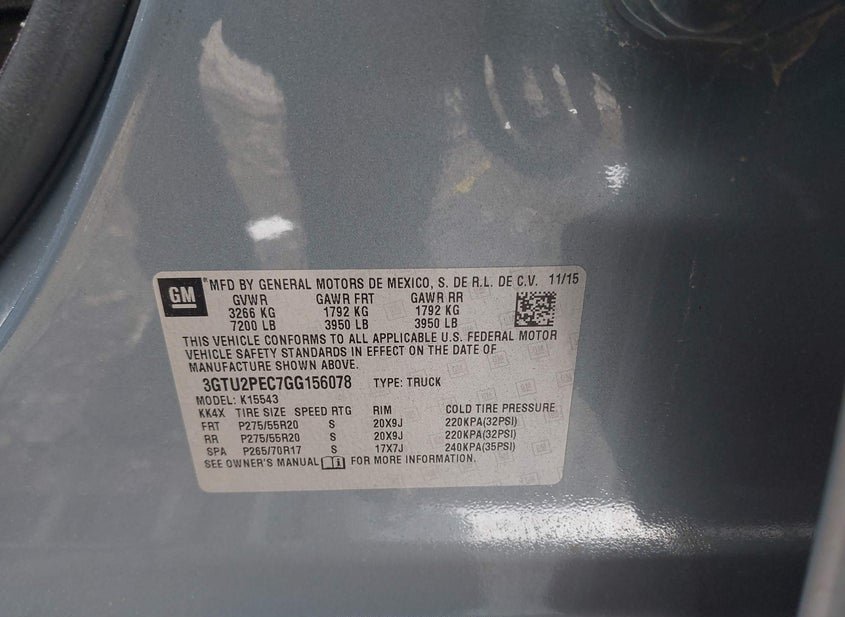 GM ® MFD BY GENERAL MOTORS DE MEXICO, S. DE R.L. DE C.V. 11/15
GVWR GAWR FRT GAWR RR
3266 KG 1792 KG 1792 KG
7200 LB 3950 LB 3950 LB
THIS VEHICLE CONFORMS TO ALL APPLICABLE U.S. FEDERAL MOTOR
VEHICLE SAFETY STANDARDS IN EFFECT ON THE DATE OF
MANUFACTURE SHOWN ABOVE.
3GTU2PEC7GG156078 TYPE: TRUCK
MODEL: K15543
KK4X TIRE SIZE SPEED RTG RIM COLD TIRE PRESSURE
FRT P275/55R20 S 20X9J 220KPA(32PSI)
RR P275/55R20 S 20X9J 220KPA(32PSI)
SPA P265/70R17 S 17X7J 240KPA(35PSI)
SEE OWNER'S MANUAL FOR MORE INFORMATION.